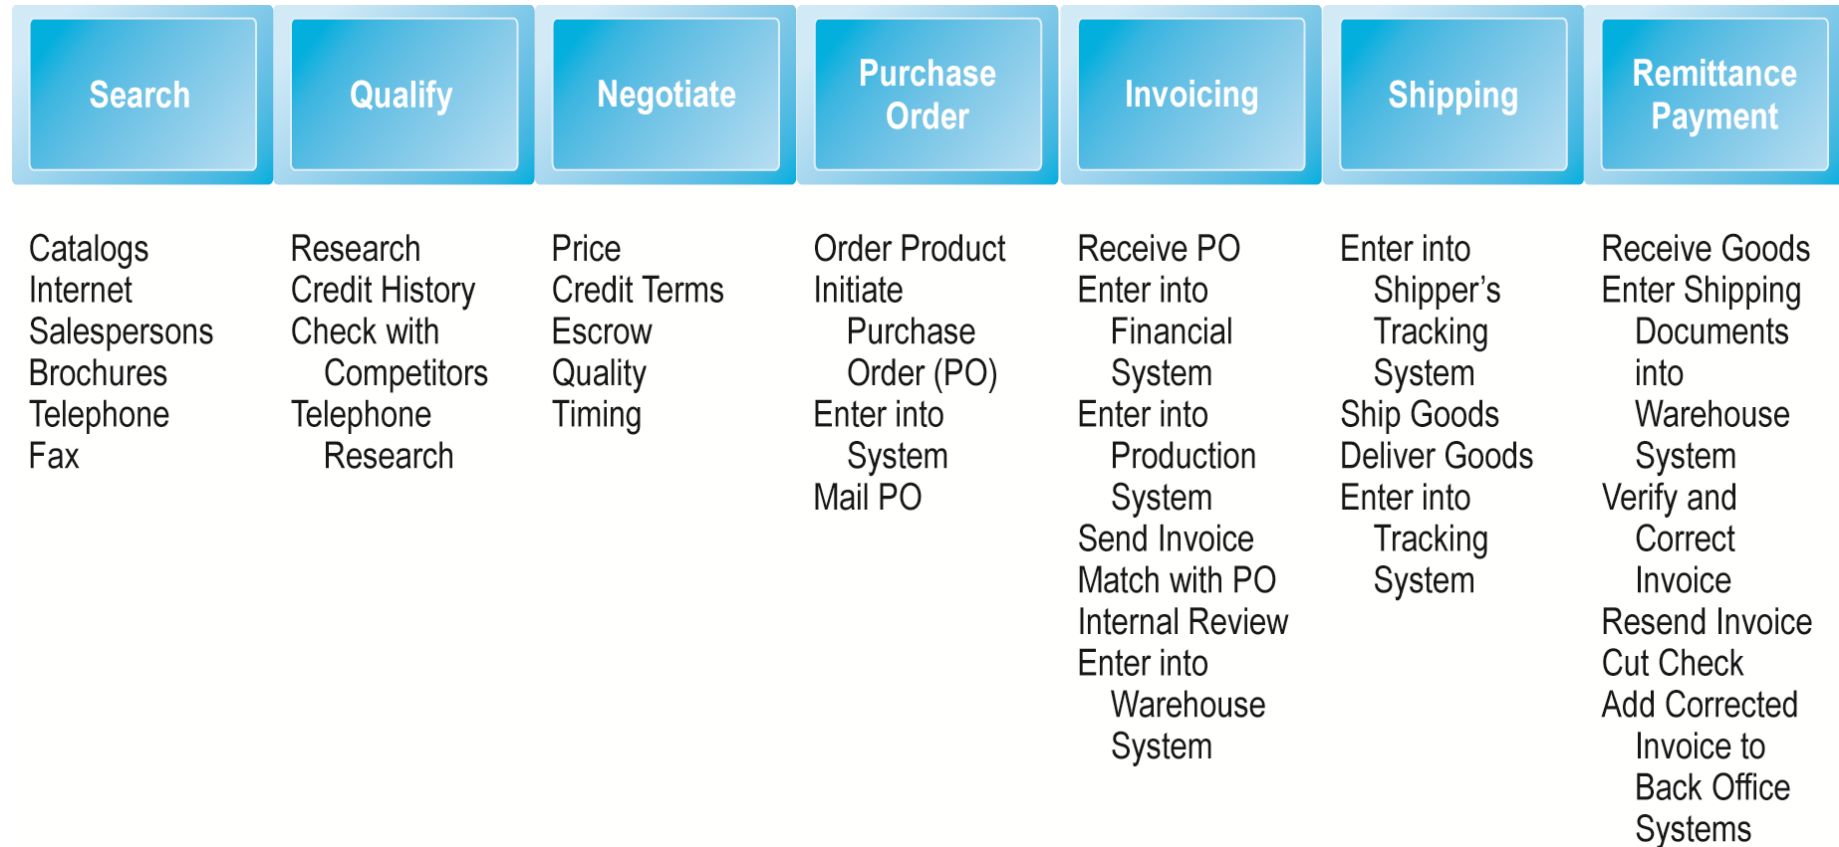 Search
Qualify
Negotiate
Purchase
Order
Invoicing
Shipping
Remittance
Payment
Catalogs
Internet
Salespersons
Brochures
Telephone
Fax
Research
Credit History
Check with
Competitors
Telephone
Research
Price
Credit Terms
Escrow
Quality
Timing
Order Product
Initiate
Purchase
Order (PO)
Enter into
System
Mail PO
Receive PO
Enter into
Financial
System
Enter into
Production
System
Send Invoice
Match with PO
Internal Review
Enter into
Warehouse
System
Enter into
Shipper’s
Tracking
System
Ship Goods
Deliver Goods
Enter into
Tracking
System
Receive Goods
Enter Shipping
Documents
into
Warehouse
System
Verify and
Correct
Invoice
Resend Invoice
Cut Check
Add Corrected
Invoice to
Back Office
Systems